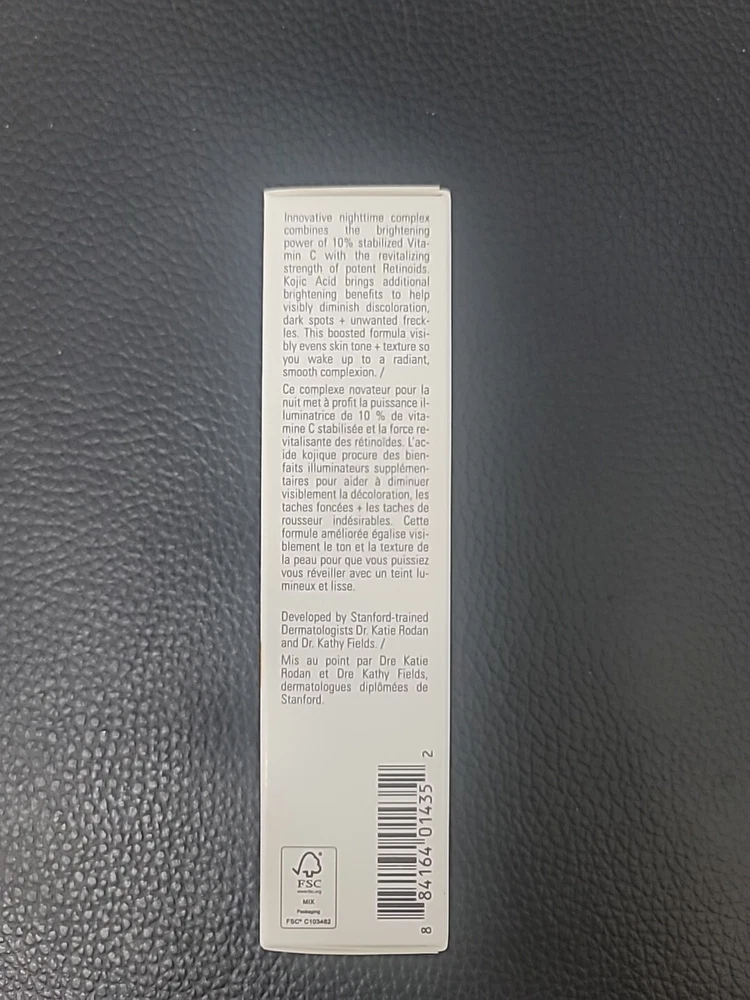 Innovative nighttime complex
combines the brightening
power of 10% stabilized Vita-
min C with the revitalizing
strength of potent Retinoids.
Kojic Acid brings additional
brightening benefits to help
visibly diminish discoloration,
dark spots + unwanted freck-
les. This boosted formula visi-
bly evens skin tone + texture so
you wake up to a radiant,
smooth complexion. /
Ce complexe novateur pour la
nuit met à profit la puissance il-
luminatrice de 10 % de vita-
mine C stabilisée et la force re-
vitalisante des rétinoïdes. L'ac-
ide kojique procure des bien-
faits illuminateurs supplémen-
taires pour aider à diminuer
visiblement la décoloration, les
taches foncées + les taches de
rousseur indésirables. Cette
formule améliorée égalise visi-
blement le ton et la texture de
la peau pour que vous puissiez
vous réveiller avec un teint lu-
mineux et lisse.
Developed by Stanford-trained
Dermatologists Dr. Katie Rodan
and Dr. Kathy Fields. /
Mis au point par Dre Katie
Rodan et Dre Kathy Fields,
dermatologues diplômées de
Stanford.
8 84164 01435 2
FSC
www.fsc.org
MIX
Packaging
FSC® C103482